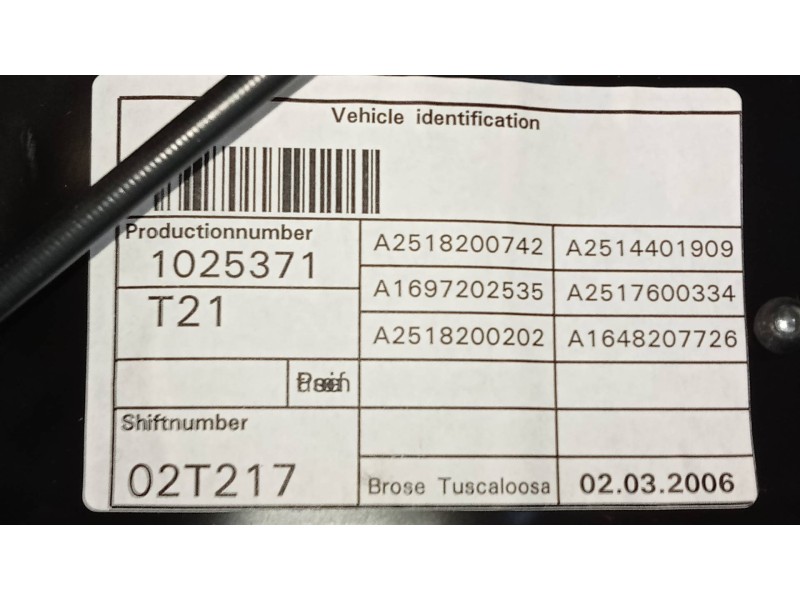 Vehicle identification
Productionnumber
1025371
T21
A2518200742 A2514401909
A1697202535 A2517600334
A2518200202 A1648207726
Shiftnumber
02T217
Brose Tuscaloosa 02.03.2006